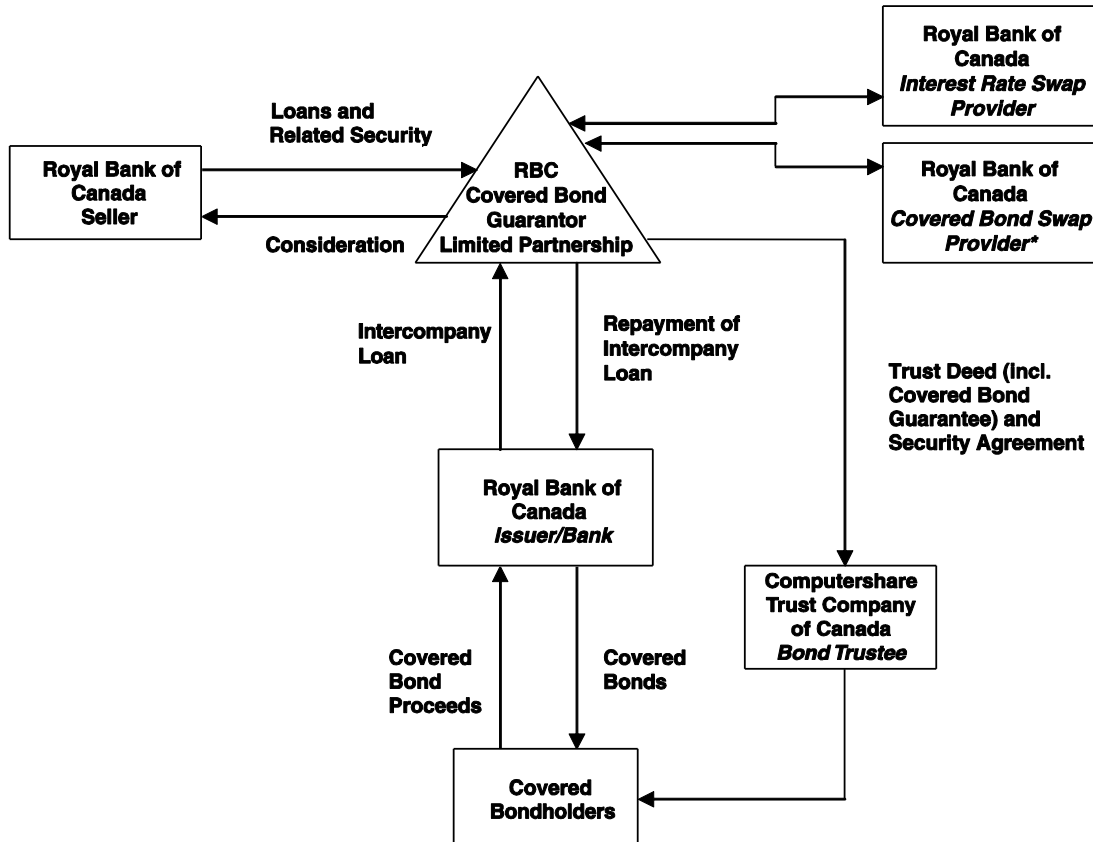 Royal Bank of
Canada
Interest Rate Swap
Provider
Loans and
Related Security
Royal Bank of
Canada
Seller
RBC
Covered Bond
Guarantor
Limited Partnership
Royal Bank of
Canada
Covered Bond Swap
Provider*
Consideration
Intercompany
Loan
Repayment of
Intercompany
Loan
Trust Deed (incl.
Covered Bond
Guarantee) and
Security Agreement
Royal Bank of
Canada
Issuer/Bank
Computershare
Trust Company
of Canada
Bond Trustee
Covered
Bond
Proceeds
Covered
Bonds
Covered
Bondholders